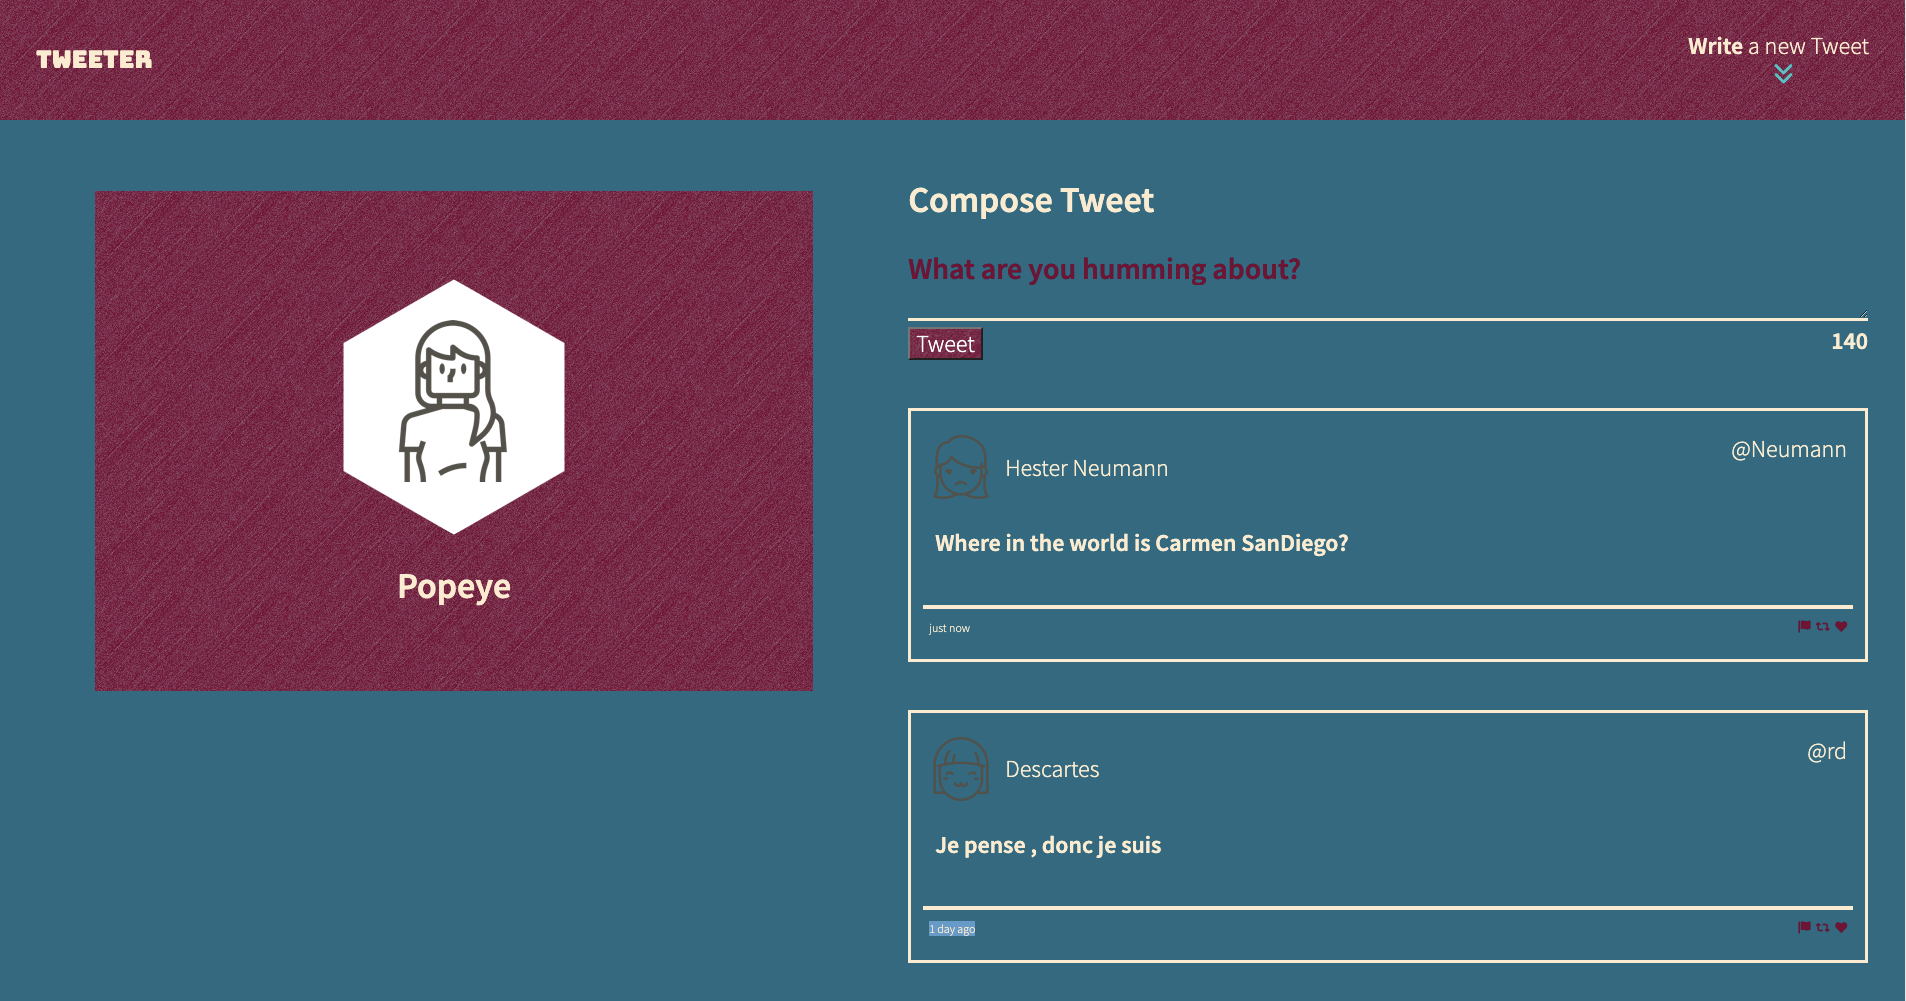 TWEETER
Write a new Tweet
Popeye
Compose Tweet
What are you humming about?
Tweet
140
Hester Neumann
@Neumann
Where in the world is Carmen SanDiego?
just now
Descartes
@rd
Je pense , donc je suis
1 day ago